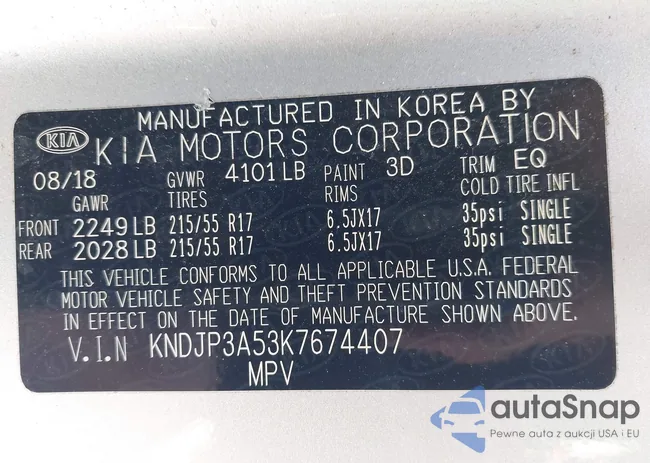 MANUFACTURED IN KOREA BY
KIA KIA MOTORS CORPORATION
08/18 GVWR 4101 LB PAINT 3D TRIM EQ
GAWR TIRES RIMS COLD TIRE INFL
FRONT 2249 LB 215/55 R17 6.5JX17 35psi SINGLE
REAR 2028 LB 215/55 R17 6.5JX17 35psi SINGLE
THIS VEHICLE CONFORMS TO ALL APPLICABLE U.S.A. FEDERAL
MOTOR VEHICLE SAFETY AND THEFT PREVENTION STANDARDS
IN EFFECT ON THE DATE OF MANUFACTURE SHOWN ABOVE.
V.I.N KNDJP3A53K7674407
MPV
autaSnap
Pewne auta z aukcji USA i EU